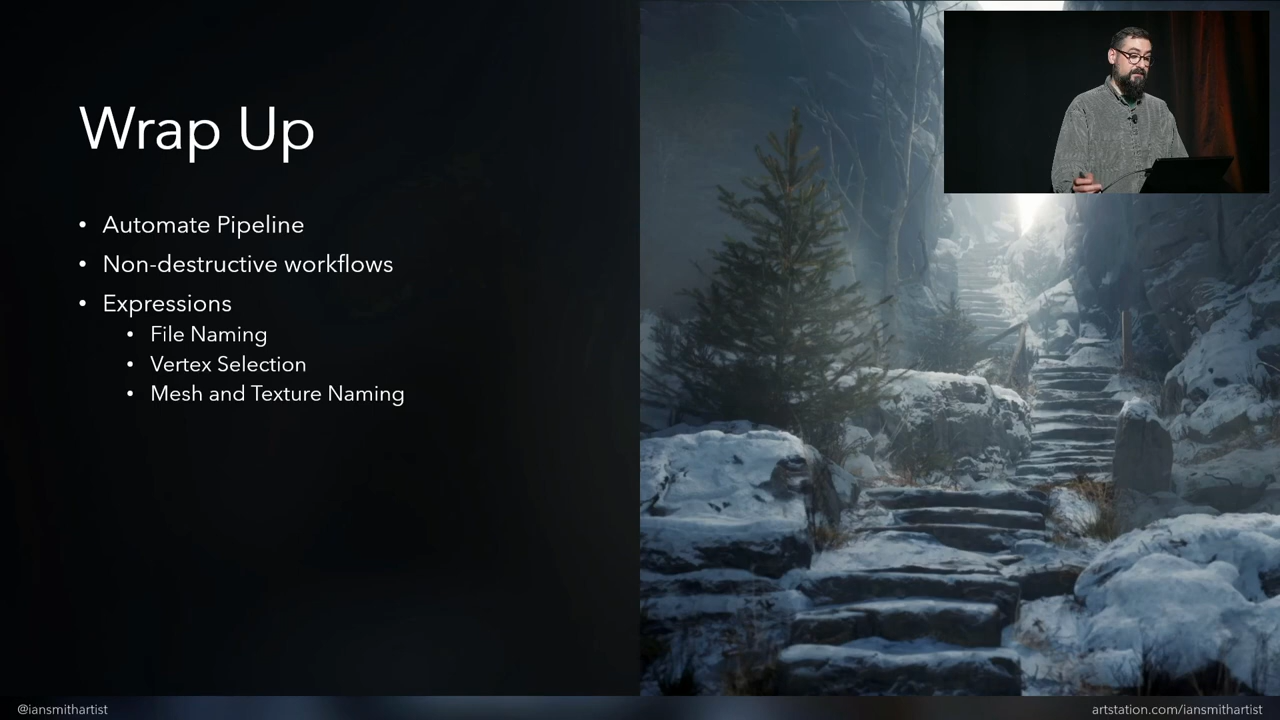 Wrap Up
• Automate Pipeline
• Non-destructive workflows
• Expressions
• File Naming
• Vertex Selection
• Mesh and Texture Naming
@iansmithartist
artstation.com/iansmithartist